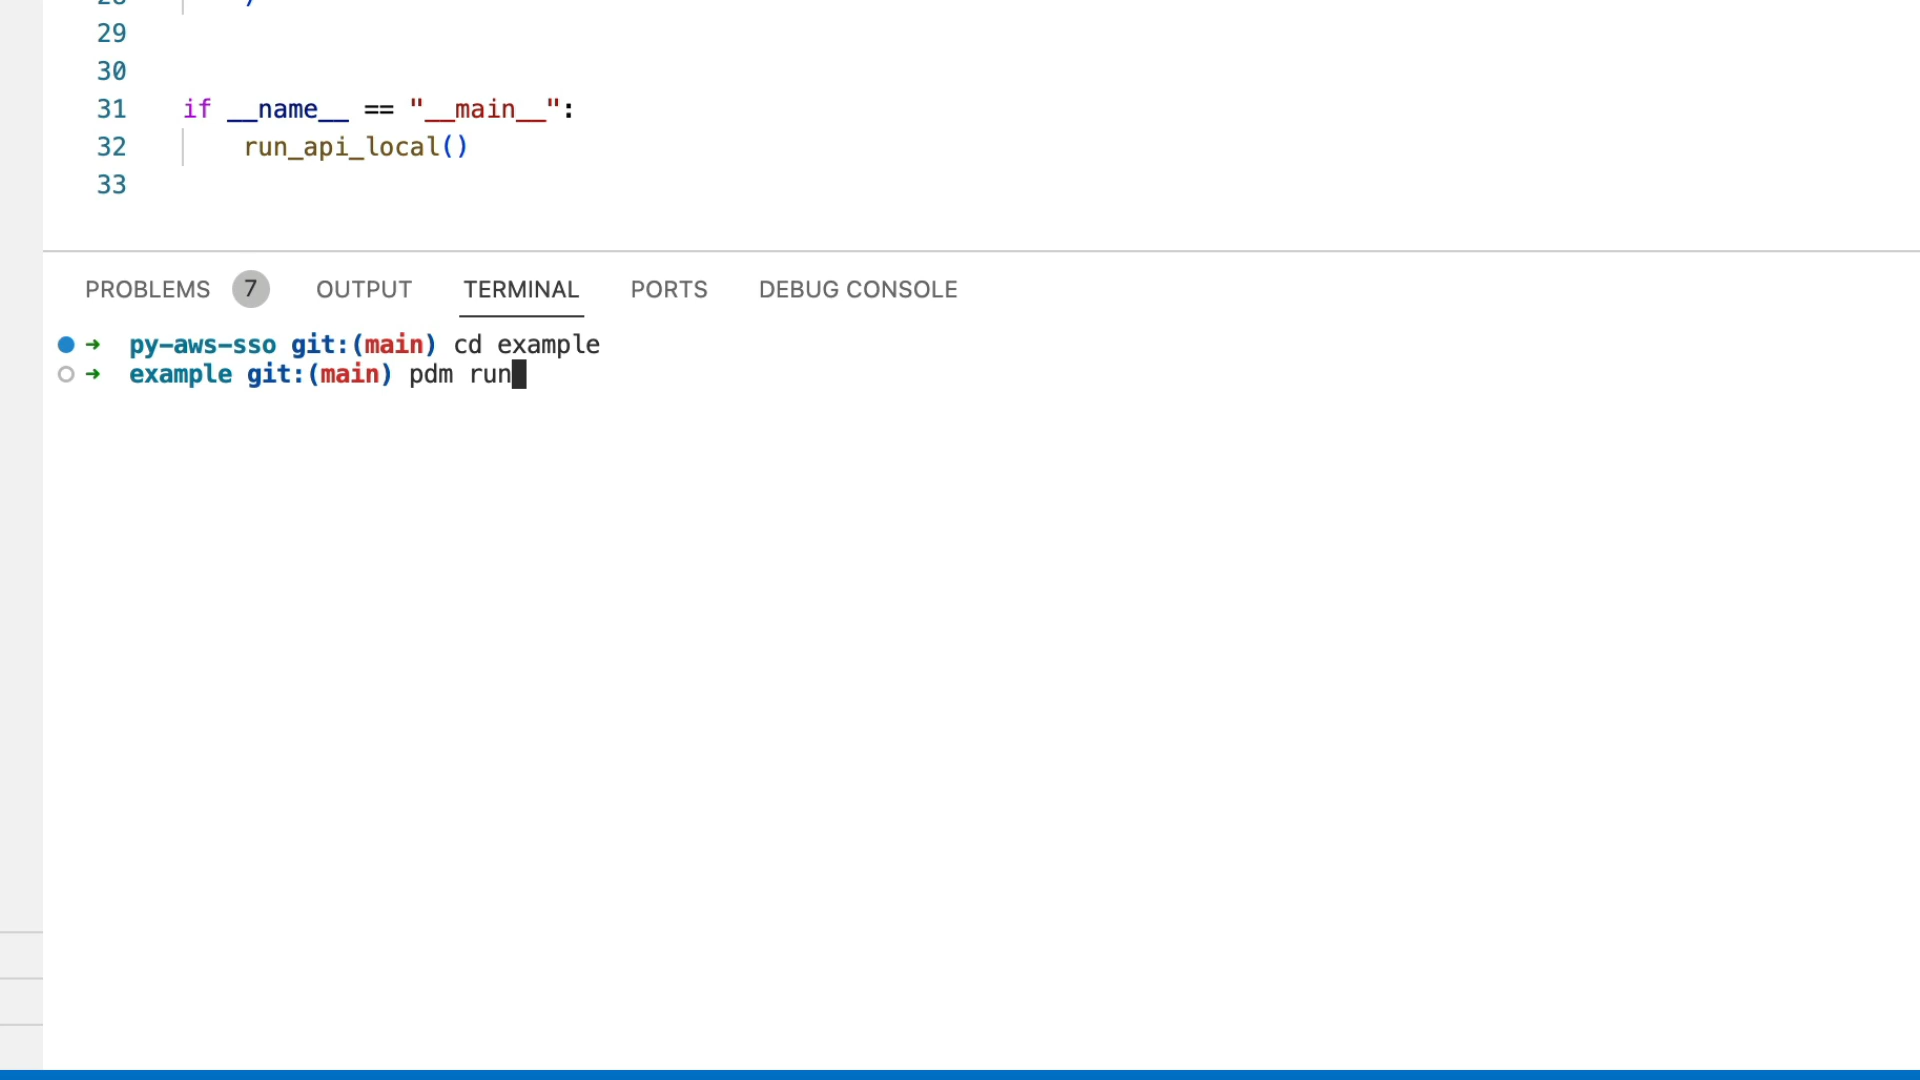 29
30
31 if __name__ == "__main__":
32 run_api_local()
33
PROBLEMS 7 OUTPUT TERMINAL PORTS DEBUG CONSOLE
➜ py-aws-sso git:(main) cd example
➜ example git:(main) pdm run